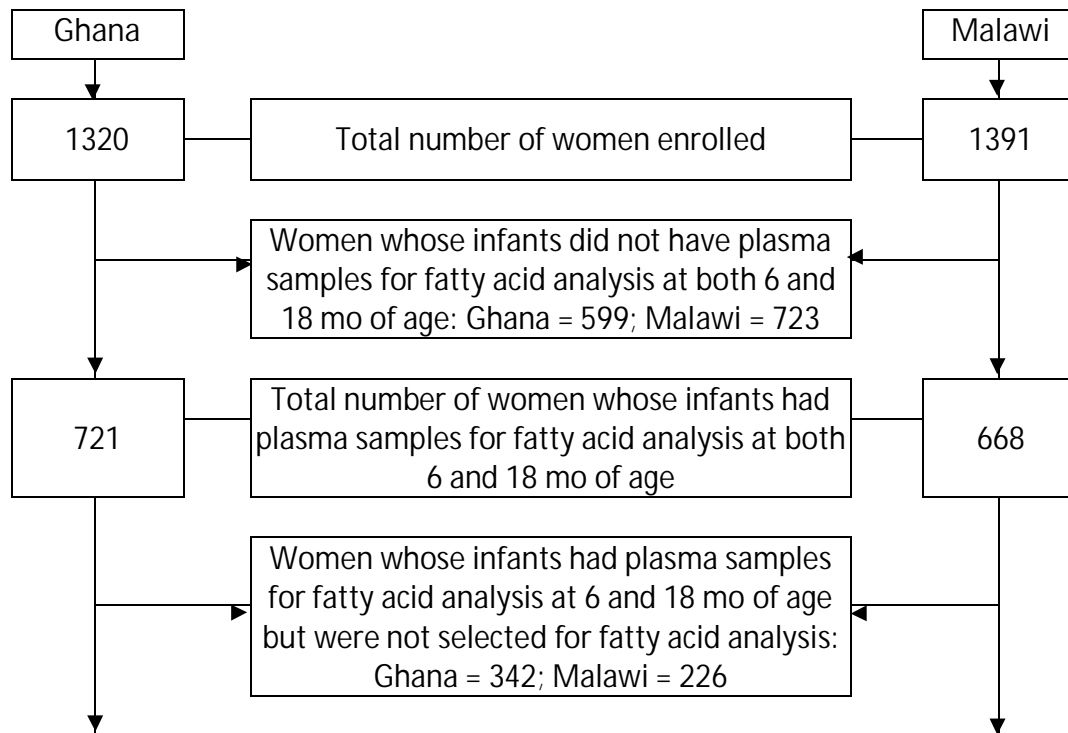 Ghana
Malawi
1320
Total number of women enrolled
1391
Women whose infants did not have plasma
samples for fatty acid analysis at both 6 and
18 mo of age: Ghana = 599; Malawi = 723
721
Total number of women whose infants had
plasma samples for fatty acid analysis at both
6 and 18 mo of age
668
Women whose infants had plasma samples
for fatty acid analysis at 6 and 18 mo of age
but were not selected for fatty acid analysis:
Ghana = 342; Malawi = 226